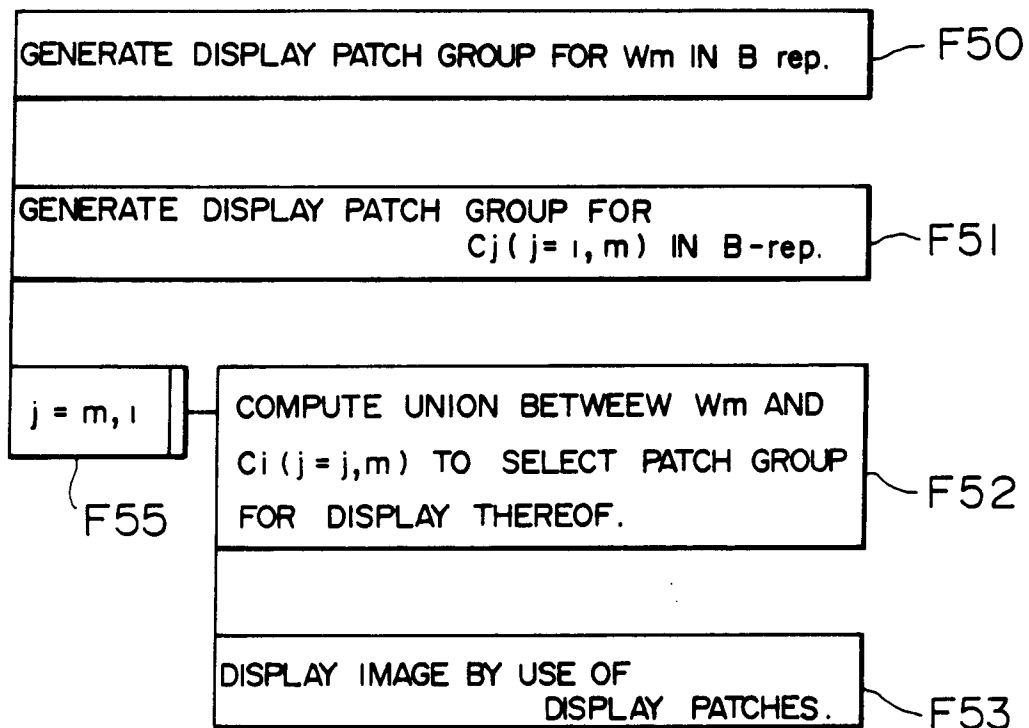 GENERATE DISPLAY PATCH GROUP FOR Wm IN B rep.
F50
GENERATE DISPLAY PATCH GROUP FOR
Cj(j= 1, m) IN B-rep.
F51
j = m, 1
F55
COMPUTE UNION BETWEEW Wm AND
Ci(j=j,m) TO SELECT PATCH GROUP
FOR DISPLAY THEREOF.
F52
DISPLAY IMAGE BY USE OF
DISPLAY PATCHES.
F53